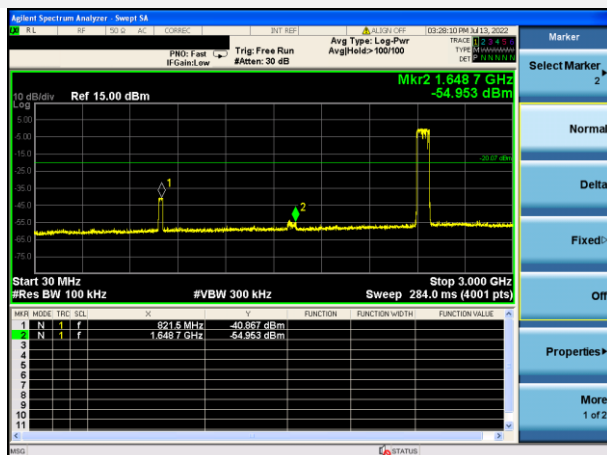 Agilent Spectrum Analyzer - Swept SA
RL RF 50 Ω AC CORREC INT REF ALIGN OFF 03:28:10 PM Jul 13, 2022
Marker
PNO: Fast
IFGain:Low
Trig: Free Run
#Atten: 30 dB
Avg Type: Log-Pwr
Avg|Hold:> 100/100
TRACE 1 2 3 4 5 6
TYPE
DET P N N N N N
Select Marker
2
Mkr2 1.648 7 GHz
-54.953 dBm
10 dB/div Ref 15.00 dBm
Log
5.00
-5.00
-15.0
-20.07 dBm
-25.0
-35.0
-45.0
-55.0
-65.0
-75.0
1
2
Normal
Delta
Fixed
Off
Start 30 MHz Stop 3.000 GHz
#Res BW 100 kHz #VBW 300 kHz Sweep 284.0 ms (4001 pts)
MKR MODE TRC SCL X Y FUNCTION FUNCTION WIDTH FUNCTION VALUE
1 N 1 f 821.5 MHz -40.867 dBm
2 N 1 f 1.648 7 GHz -54.953 dBm
3
4
5
6
7
8
9
10
11
Properties
More
1 of 2
MSG STATUS